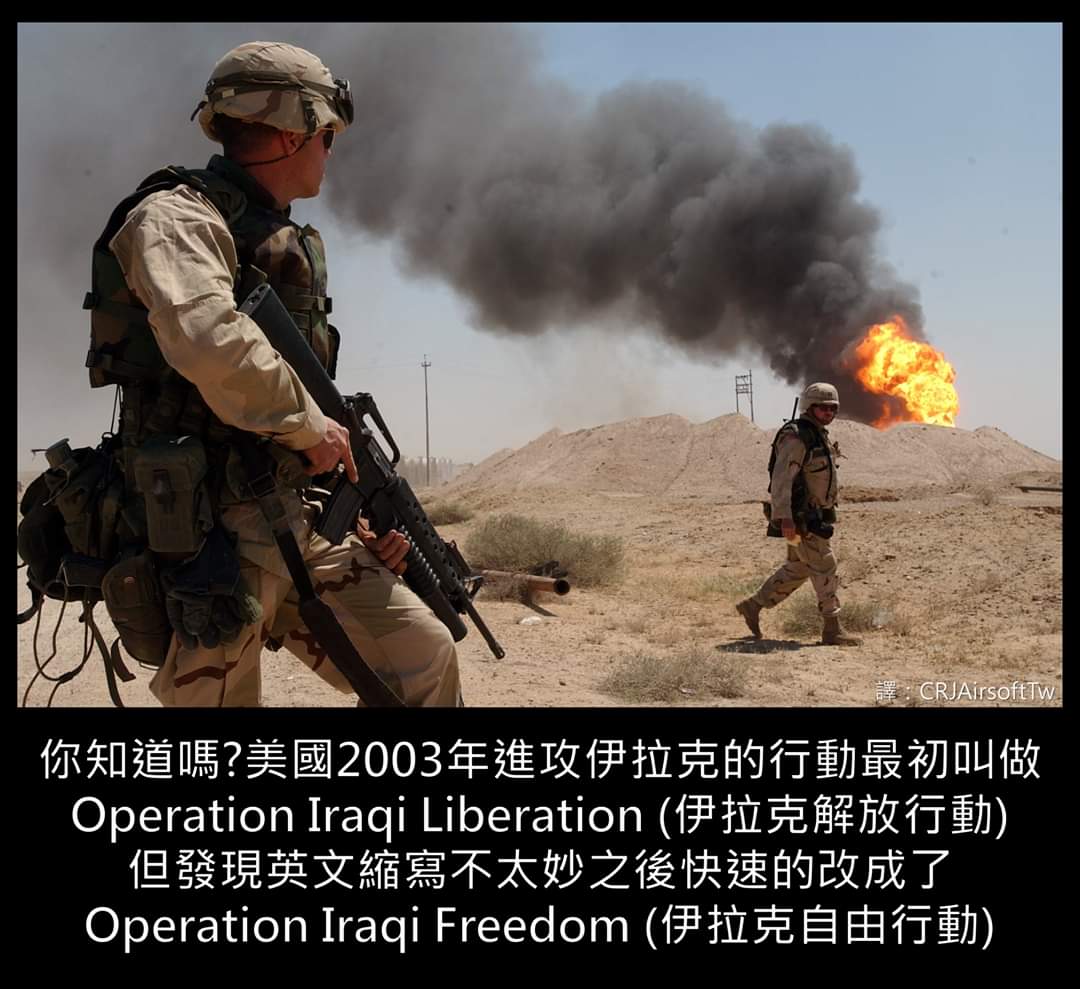 譯：CRJAirsoftTw
你知道嗎?美國2003年進攻伊拉克的行動最初叫做
Operation Iraqi Liberation (伊拉克解放行動)
但發現英文縮寫不太妙之後快速的改成了
Operation Iraqi Freedom (伊拉克自由行動)